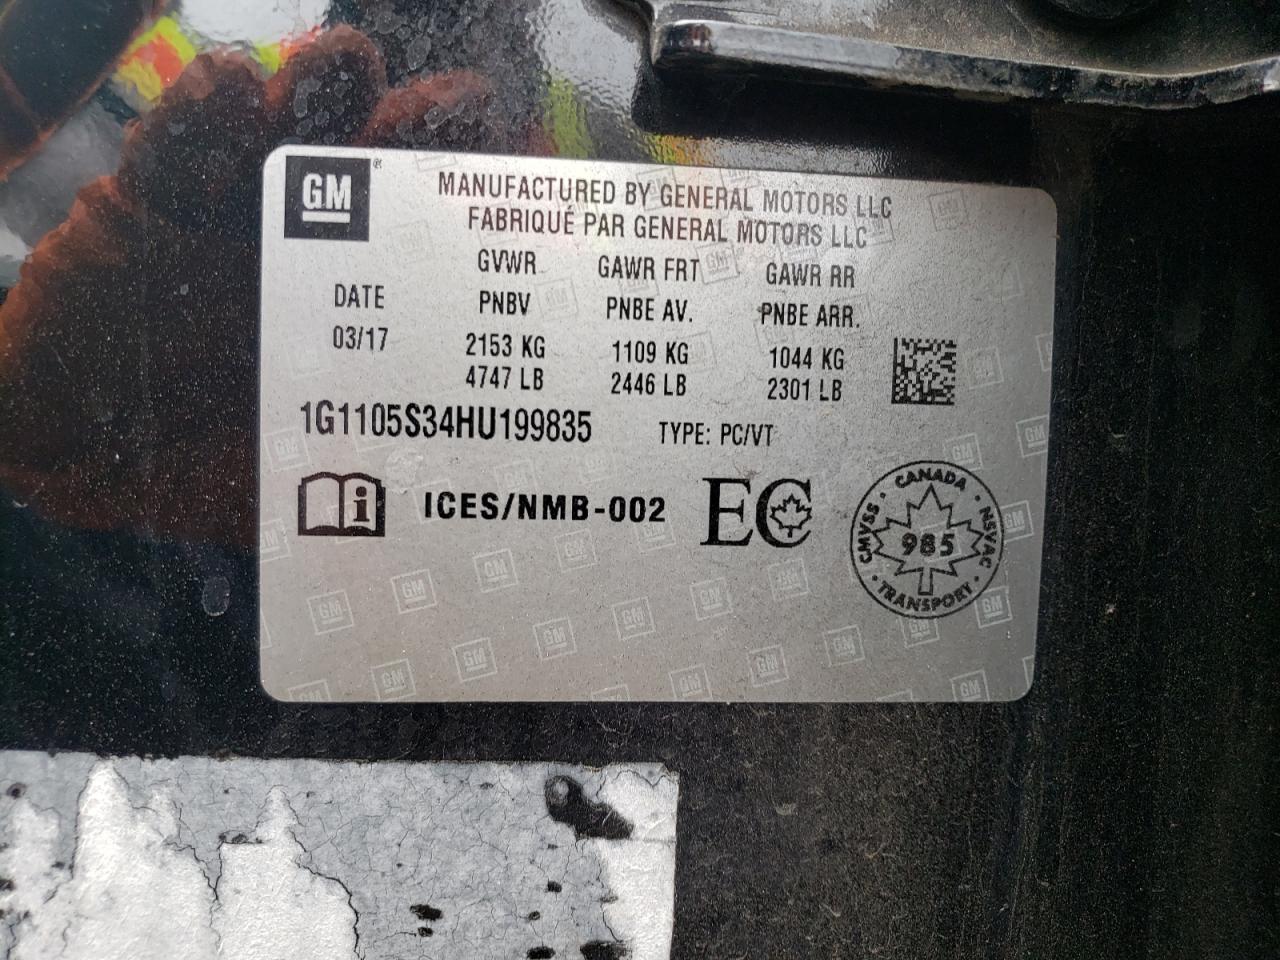 GM ®
MANUFACTURED BY GENERAL MOTORS LLC
FABRIQUÉ PAR GENERAL MOTORS LLC
GVWR GAWR FRT GAWR RR
DATE PNBV PNBE AV. PNBE ARR.
03/17 2153 KG 1109 KG 1044 KG
4747 LB 2446 LB 2301 LB
1G1105S34HU199835 TYPE: PC/VT
i ICES/NMB-002 EC
CANADA
CMVSS 985 NSVAC
TRANSPORT